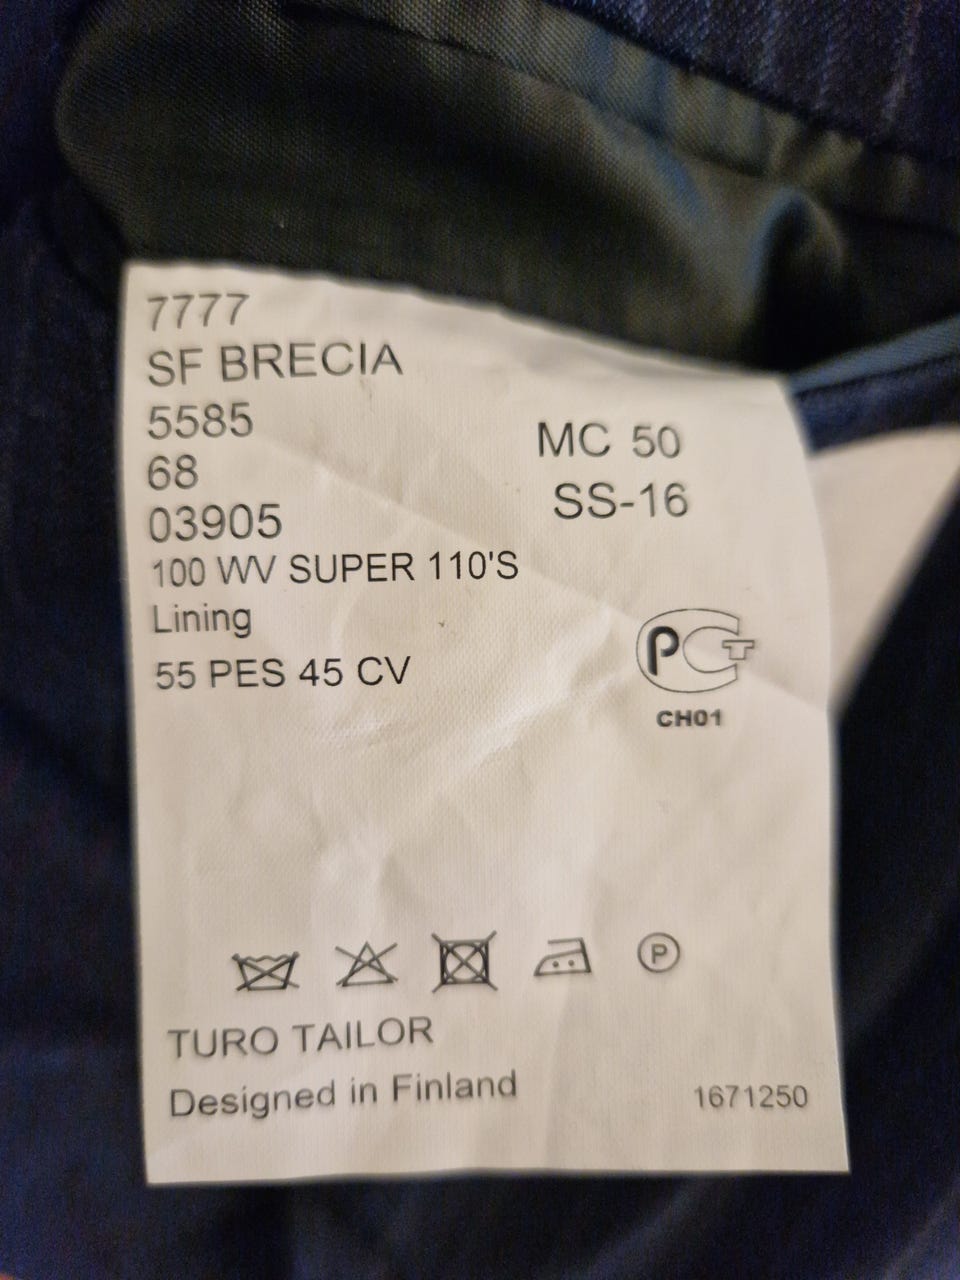 7777
SF BRECIA
5585
68
03905
MC 50
SS-16
100 WV SUPER 110'S
Lining
55 PES 45 CV
PCT
CH01
P
TURO TAILOR
Designed in Finland
1671250